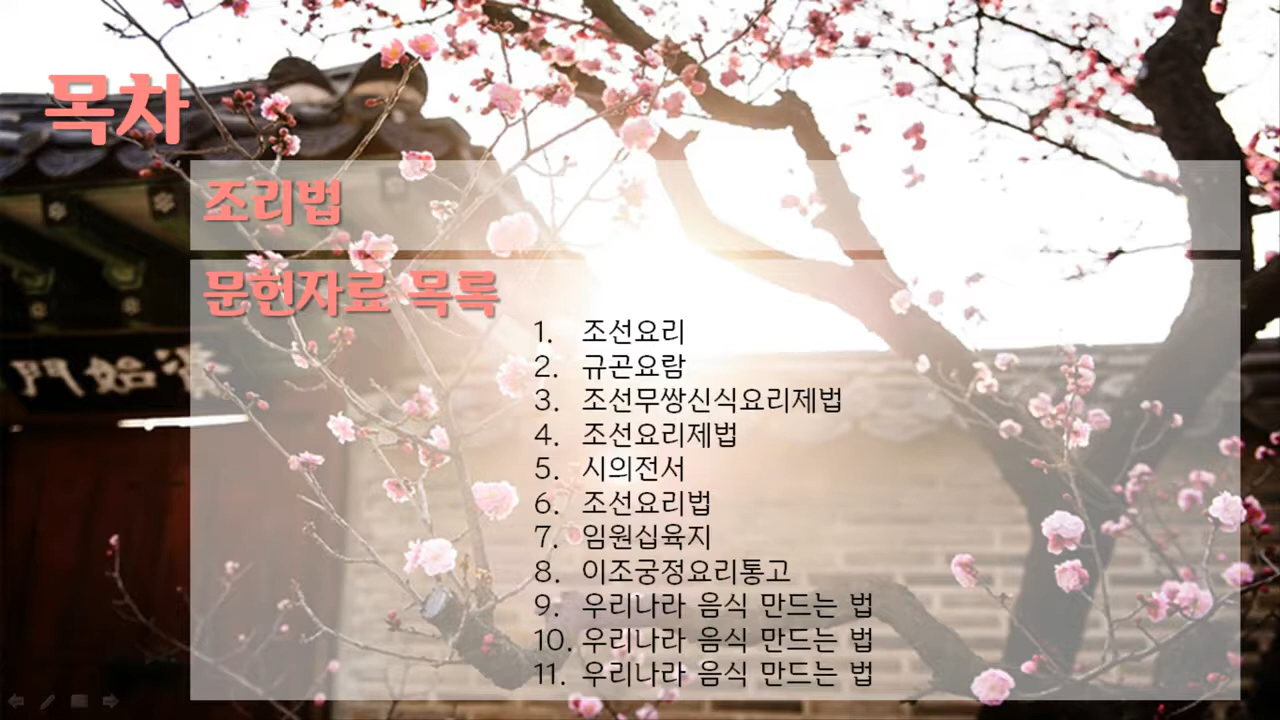 목차
조리법
문헌자료 목록
1. 조선요리
2. 규곤요람
3. 조선무쌍신식요리제법
4. 조선요리제법
5. 시의전서
6. 조선요리법
7. 임원십육지
8. 이조궁정요리통고
9. 우리나라 음식 만드는 법
10. 우리나라 음식 만드는 법
11. 우리나라 음식 만드는 법
門始